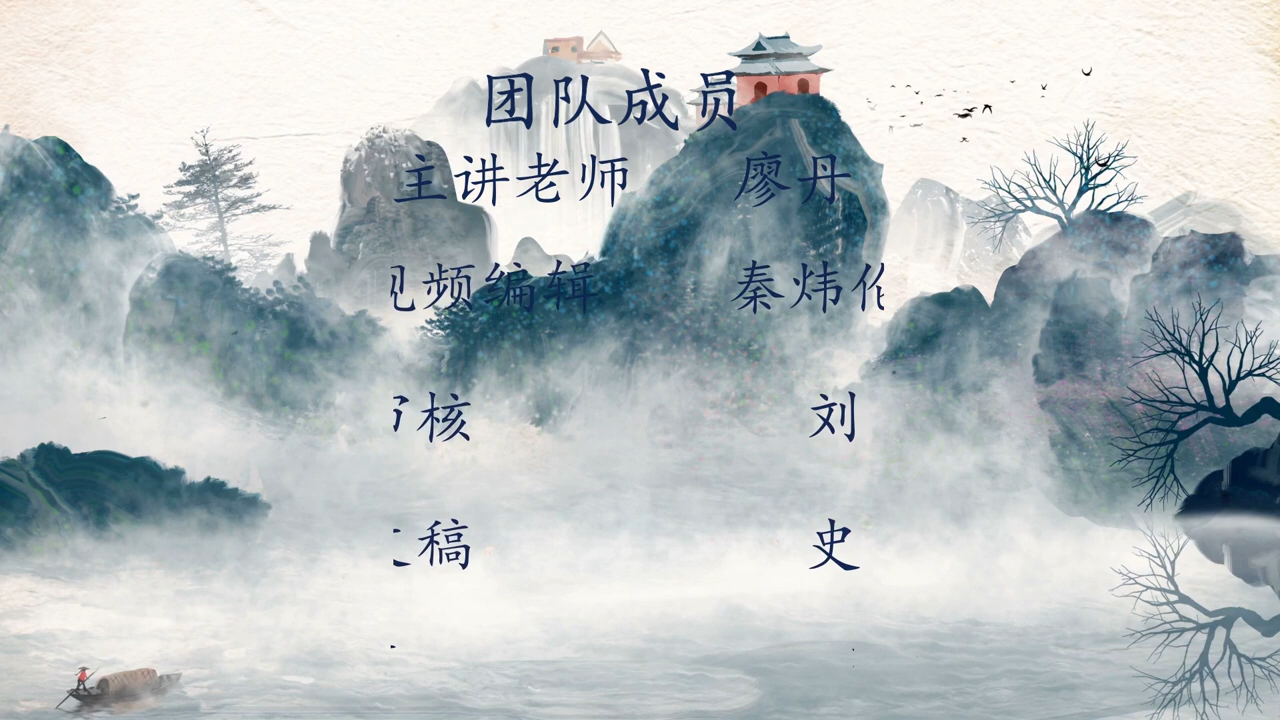 团队成员
主讲老师 廖丹
频编辑 秦炜
核 刘
稿 史